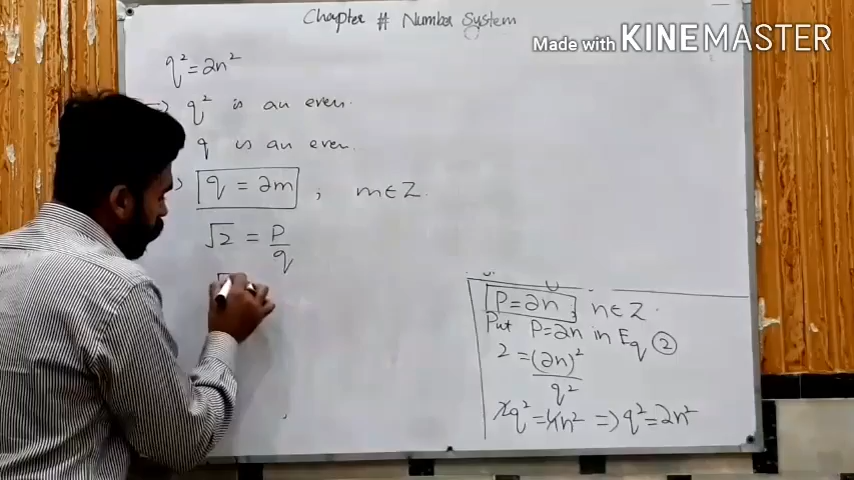 Chapter # Number System
Made with KINEMASTER
q² = 2n²
q² is an even.
q is an even.
q = 2m ; m ∈ Z.
√2 = P/q
P = 2n ; n ∈ Z.
Put P = 2n in Eq ②
2 = (2n)²/q²
2q² = 4n² ⇒ q² = 2n²